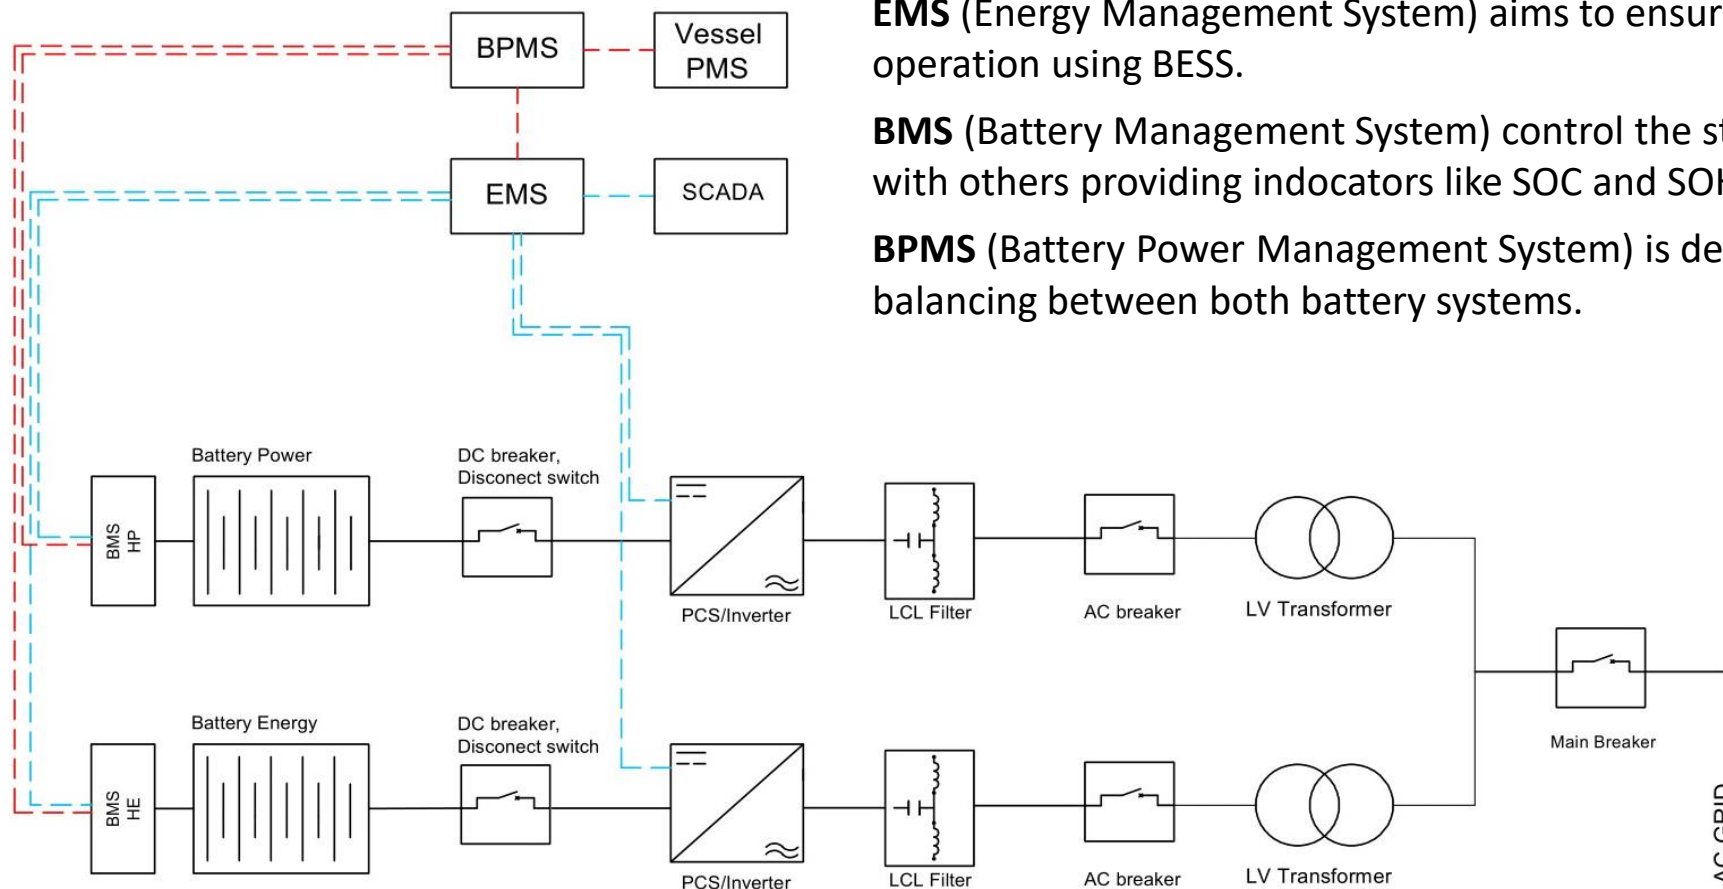 EMS (Energy Management System) aims to ensur
operation using BESS.
BMS (Battery Management System) control the st
with others providing indocators like SOC and SOH
BPMS (Battery Power Management System) is de
balancing between both battery systems.
BPMS
Vessel
PMS
EMS
SCADA
Battery Power
DC breaker,
Disconect switch
BMS
HP
PCS/Inverter
LCL Filter
AC breaker
LV Transformer
Main Breaker
Battery Energy
DC breaker,
Disconect switch
BMS
HE
PCS/Inverter
LCL Filter
AC breaker
LV Transformer
AC GRID